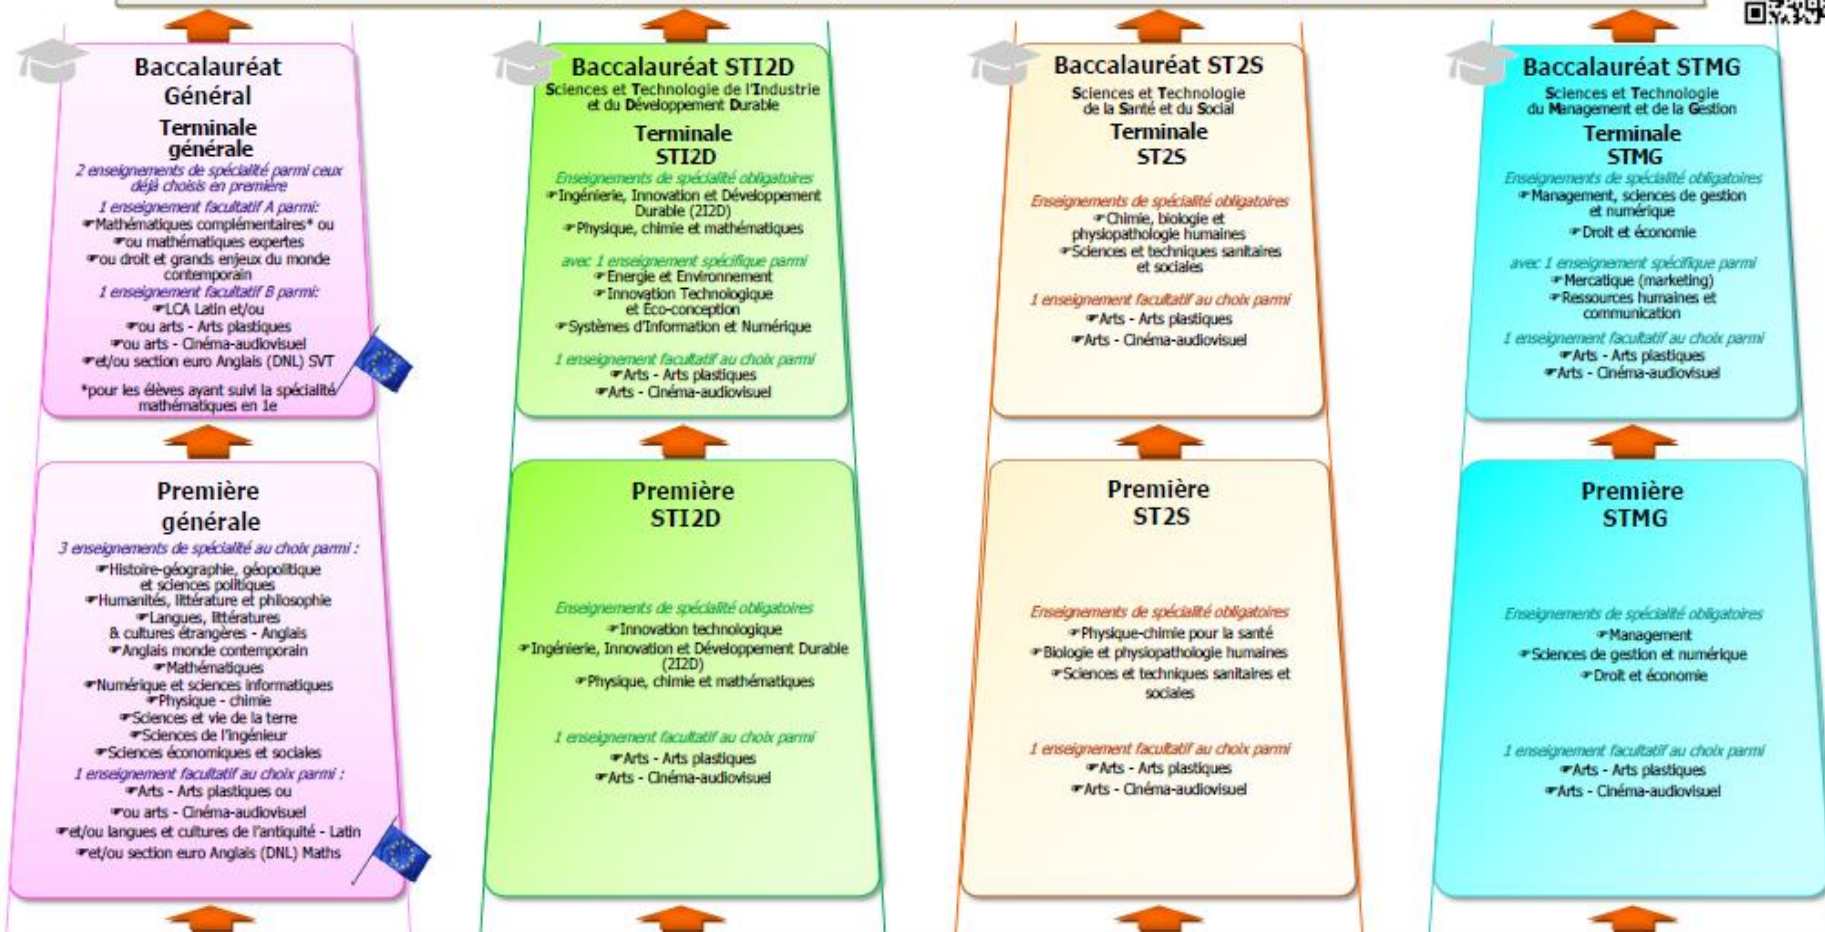 Baccalauréat
Général
Terminale
générale
2 enseignements de spécialité parmi ceux
déjà choisis en première
1 enseignement facultatif A parmi:
☞Mathématiques complémentaires* ou
☞ou mathématiques expertes
☞ou droit et grands enjeux du monde
contemporain
1 enseignement facultatif B parmi:
☞LCA Latin et/ou
☞ou arts - Arts plastiques
☞ou arts - Cinéma-audiovisuel
☞et/ou section euro Anglais (DNL) SVT
*pour les élèves ayant suivi la spécialité
mathématiques en 1e
Baccalauréat STI2D
Sciences et Technologie de l'Industrie
et du Développement Durable
Terminale
STI2D
Enseignements de spécialité obligatoires
☞Ingénierie, Innovation et Développement
Durable (2I2D)
☞Physique, chimie et mathématiques
avec 1 enseignement spécifique parmi
☞Energie et Environnement
☞Innovation Technologique
et Éco-conception
☞Systèmes d'Information et Numérique
1 enseignement facultatif au choix parmi
☞Arts - Arts plastiques
☞Arts - Cinéma-audiovisuel
Baccalauréat ST2S
Sciences et Technologie
de la Santé et du Social
Terminale
ST2S
Enseignements de spécialité obligatoires
☞Chimie, biologie et
physiopathologie humaines
☞Sciences et techniques sanitaires
et sociales
1 enseignement facultatif au choix parmi
☞Arts - Arts plastiques
☞Arts - Cinéma-audiovisuel
Baccalauréat STMG
Sciences et Technologie
du Management et de la Gestion
Terminale
STMG
Enseignements de spécialité obligatoires
☞Management, sciences de gestion
et numérique
☞Droit et économie
avec 1 enseignement spécifique parmi
☞Mercatique (marketing)
☞Ressources humaines et
communication
1 enseignement facultatif au choix parmi
☞Arts - Arts plastiques
☞Arts - Cinéma-audiovisuel
Première
générale
3 enseignements de spécialité au choix parmi :
☞Histoire-géographie, géopolitique
et sciences politiques
☞Humanités, littérature et philosophie
☞Langues, littératures
& cultures étrangères - Anglais
☞Anglais monde contemporain
☞Mathématiques
☞Numérique et sciences informatiques
☞Physique - chimie
☞Sciences et vie de la terre
☞Sciences de l'ingénieur
☞Sciences économiques et sociales
1 enseignement facultatif au choix parmi :
☞Arts - Arts plastiques ou
☞ou arts - Cinéma-audiovisuel
☞et/ou langues et cultures de l'antiquité - Latin
☞et/ou section euro Anglais (DNL) Maths
Première
STI2D
Enseignements de spécialité obligatoires
☞Innovation technologique
☞Ingénierie, Innovation et Développement Durable
(2I2D)
☞Physique, chimie et mathématiques
1 enseignement facultatif au choix parmi
☞Arts - Arts plastiques
☞Arts - Cinéma-audiovisuel
Première
ST2S
Enseignements de spécialité obligatoires
☞Physique-chimie pour la santé
☞Biologie et physiopathologie humaines
☞Sciences et techniques sanitaires et
sociales
1 enseignement facultatif au choix parmi
☞Arts - Arts plastiques
☞Arts - Cinéma-audiovisuel
Première
STMG
Enseignements de spécialité obligatoires
☞Management
☞Sciences de gestion et numérique
☞Droit et économie
1 enseignement facultatif au choix parmi
☞Arts - Arts plastiques
☞Arts - Cinéma-audiovisuel